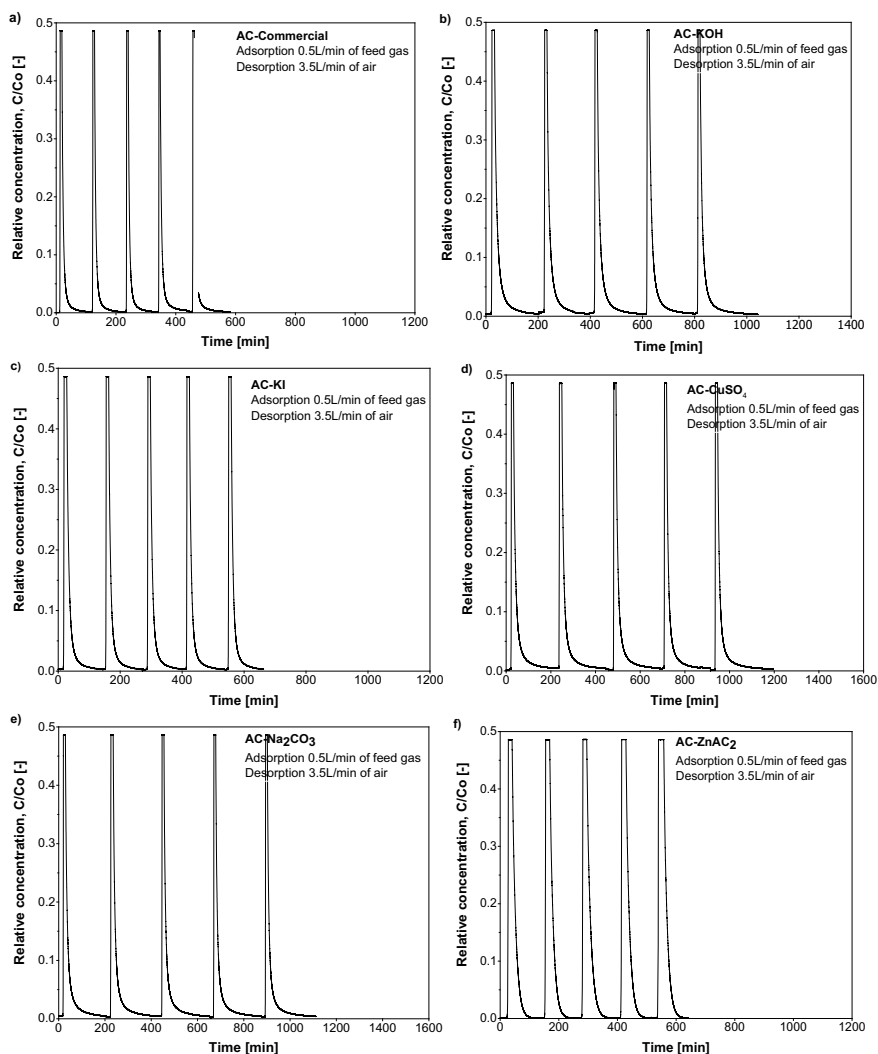 a)
AC-Commercial
Adsorption 0.5L/min of feed gas
Desorption 3.5L/min of air
Relative concentration, C/Co [-]
0.5
0.4
0.3
0.2
0.1
0.0
0 200 400 600 800 1000 1200
Time [min]
b)
AC-KOH
Adsorption 0.5L/min of feed gas
Desorption 3.5L/min of air
Relative concentration, C/Co [-]
0.5
0.4
0.3
0.2
0.1
0.0
0 200 400 600 800 1000 1200 1400
Time [min]
c)
AC-KI
Adsorption 0.5L/min of feed gas
Desorption 3.5L/min of air
Relative concentration, C/Co [-]
0.5
0.4
0.3
0.2
0.1
0.0
0 200 400 600 800 1000 1200
Time [min]
d)
AC-CuSO₄
Adsorption 0.5L/min of feed gas
Desorption 3.5L/min of air
Relative concentration, C/Co [-]
0.5
0.4
0.3
0.2
0.1
0.0
0 200 400 600 800 1000 1200 1400 1600
Time [min]
e)
AC-Na₂CO₃
Adsorption 0.5L/min of feed gas
Desorption 3.5L/min of air
Relative concentration, C/Co [-]
0.5
0.4
0.3
0.2
0.1
0.0
0 200 400 600 800 1000 1200 1400 1600
Time [min]
f)
AC-ZnAC₂
Adsorption 0.5L/min of feed gas
Desorption 3.5L/min of air
Relative concentration, C/Co [-]
0.5
0.4
0.3
0.2
0.1
0.0
0 200 400 600 800 1000 1200
Time [min]